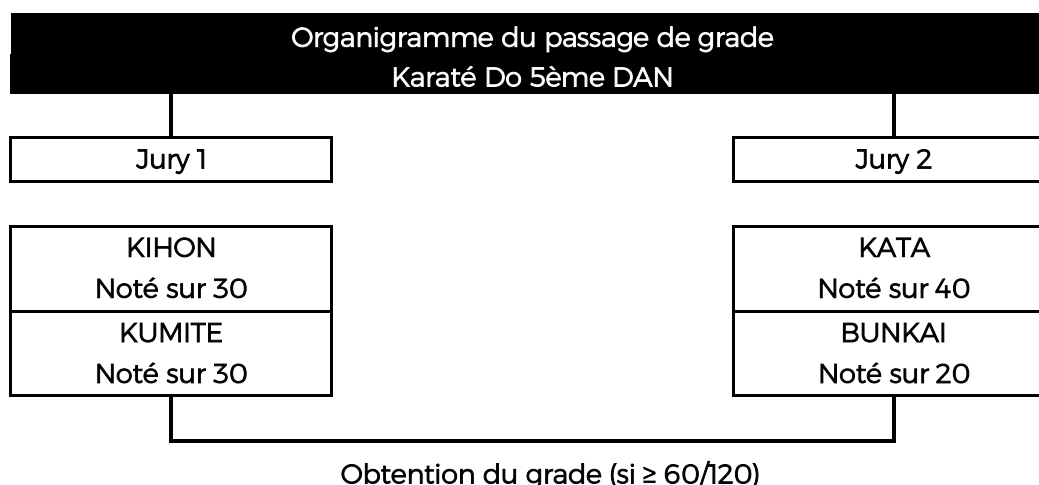 Organigramme du passage de grade
Karaté Do 5ème DAN
Jury 1
Jury 2
KIHON
Noté sur 30
KUMITE
Noté sur 30
KATA
Noté sur 40
BUNKAI
Noté sur 20
Obtention du grade (si ≥ 60/120)